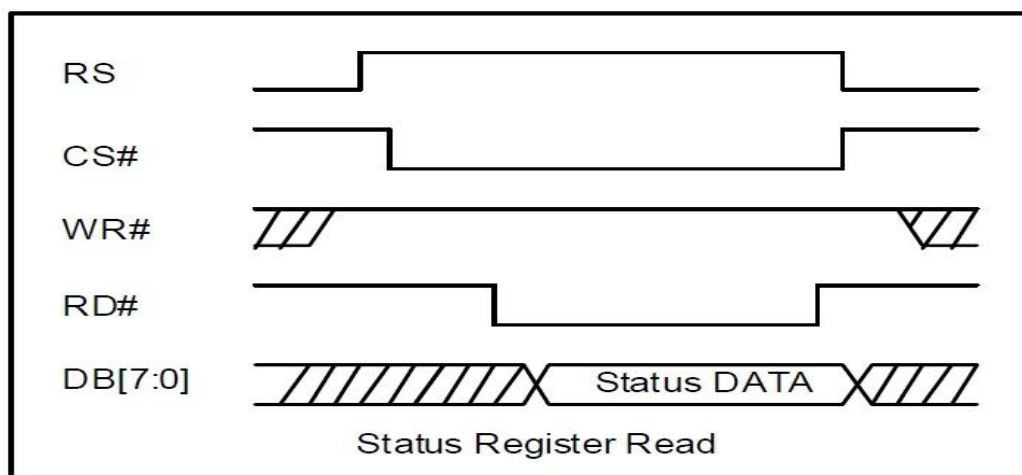 RS
CS#
WR#
RD#
DB[7:0]
Status DATA
Status Register Read